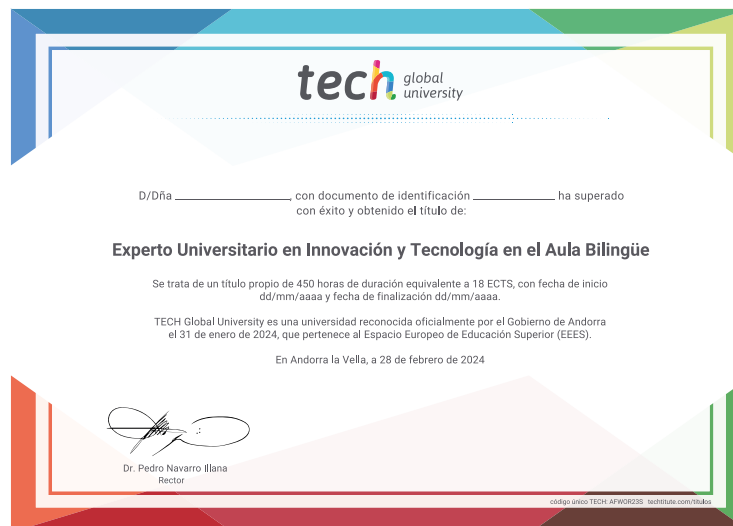 tech global university
D/Dña ____________________, con documento de identificación ______________ ha superado
con éxito y obtenido el título de:
Experto Universitario en Innovación y Tecnología en el Aula Bilingüe
Se trata de un título propio de 450 horas de duración equivalente a 18 ECTS, con fecha de inicio
dd/mm/aaaa y fecha de finalización dd/mm/aaaa.
TECH Global University es una universidad reconocida oficialmente por el Gobierno de Andorra
el 31 de enero de 2024, que pertenece al Espacio Europeo de Educación Superior (EEES).
En Andorra la Vella, a 28 de febrero de 2024
Dr. Pedro Navarro Illana
Rector
código único TECH: AFWOR23S techtitute.com/titulos